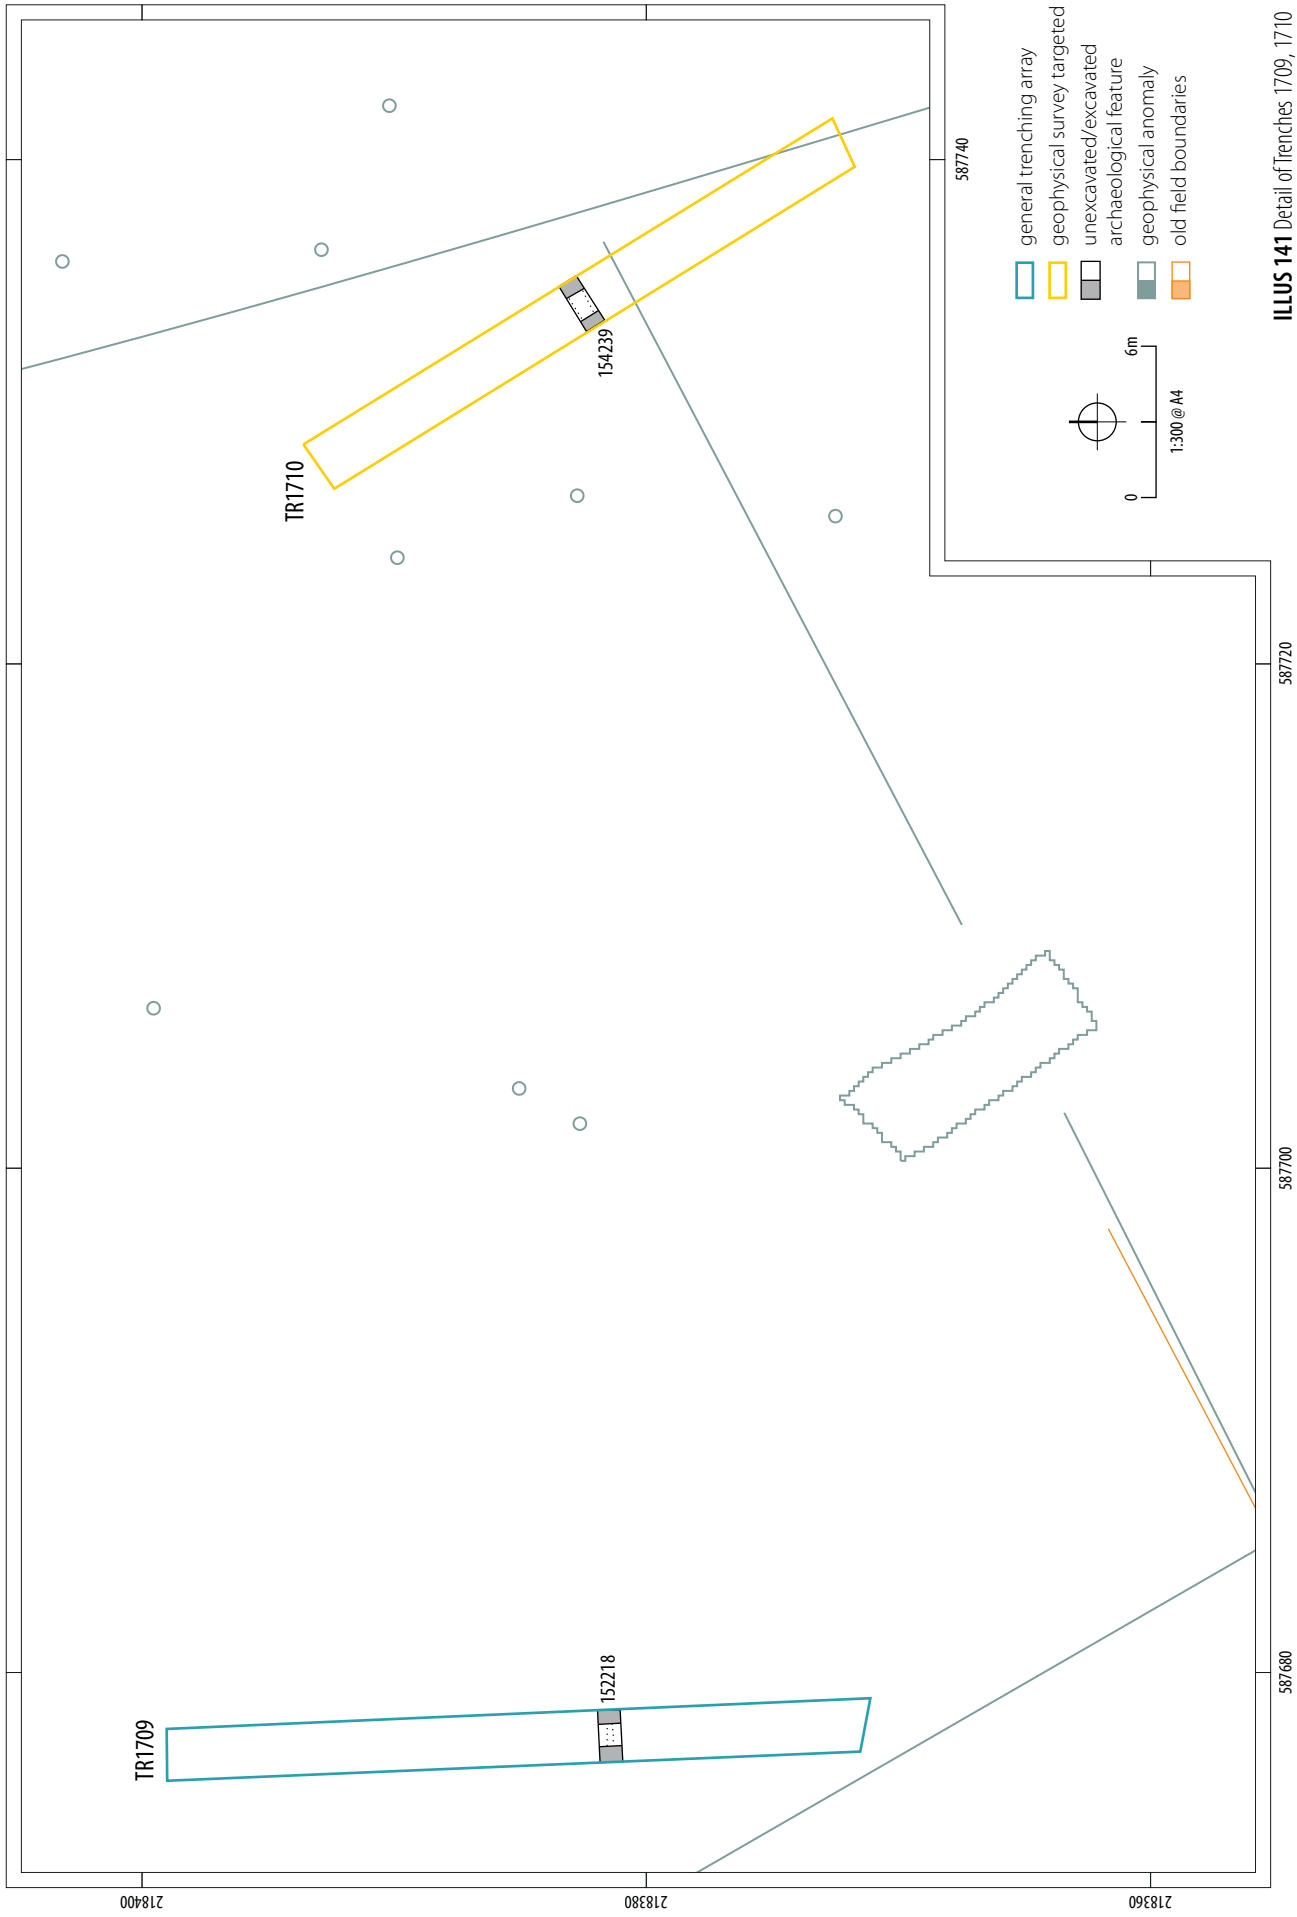 TR1709
152218
TR1710
154239
218400
218380
218360
587680
587700
587720
587740
general trenching array
geophysical survey targeted
unexcavated/excavated
archaeological feature
geophysical anomaly
old field boundaries
0
6m
1:300 @ A4
ILLUS 141 Detail of Trenches 1709, 1710